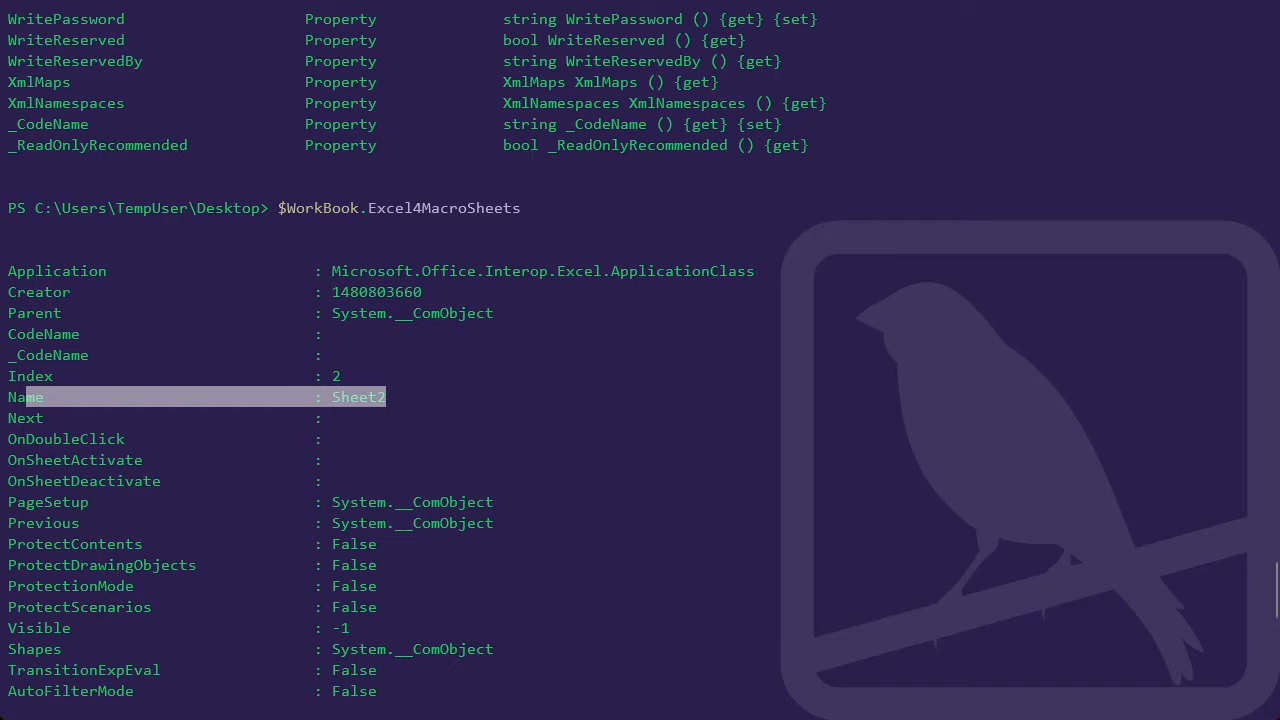 WritePassword Property string WritePassword () {get} {set}
WriteReserved Property bool WriteReserved () {get}
WriteReservedBy Property string WriteReservedBy () {get}
XmlMaps Property XmlMaps XmlMaps () {get}
XmlNamespaces Property XmlNamespaces XmlNamespaces () {get}
_CodeName Property string _CodeName () {get} {set}
_ReadOnlyRecommended Property bool _ReadOnlyRecommended () {get}
PS C:\Users\TempUser\Desktop> $WorkBook.Excel4MacroSheets
Application : Microsoft.Office.Interop.Excel.ApplicationClass
Creator : 1480803660
Parent : System.__ComObject
CodeName :
_CodeName :
Index : 2
Name : Sheet2
Next :
OnDoubleClick :
OnSheetActivate :
OnSheetDeactivate :
PageSetup : System.__ComObject
Previous : System.__ComObject
ProtectContents : False
ProtectDrawingObjects : False
ProtectionMode : False
ProtectScenarios : False
Visible : -1
Shapes : System.__ComObject
TransitionExpEval : False
AutoFilterMode : False